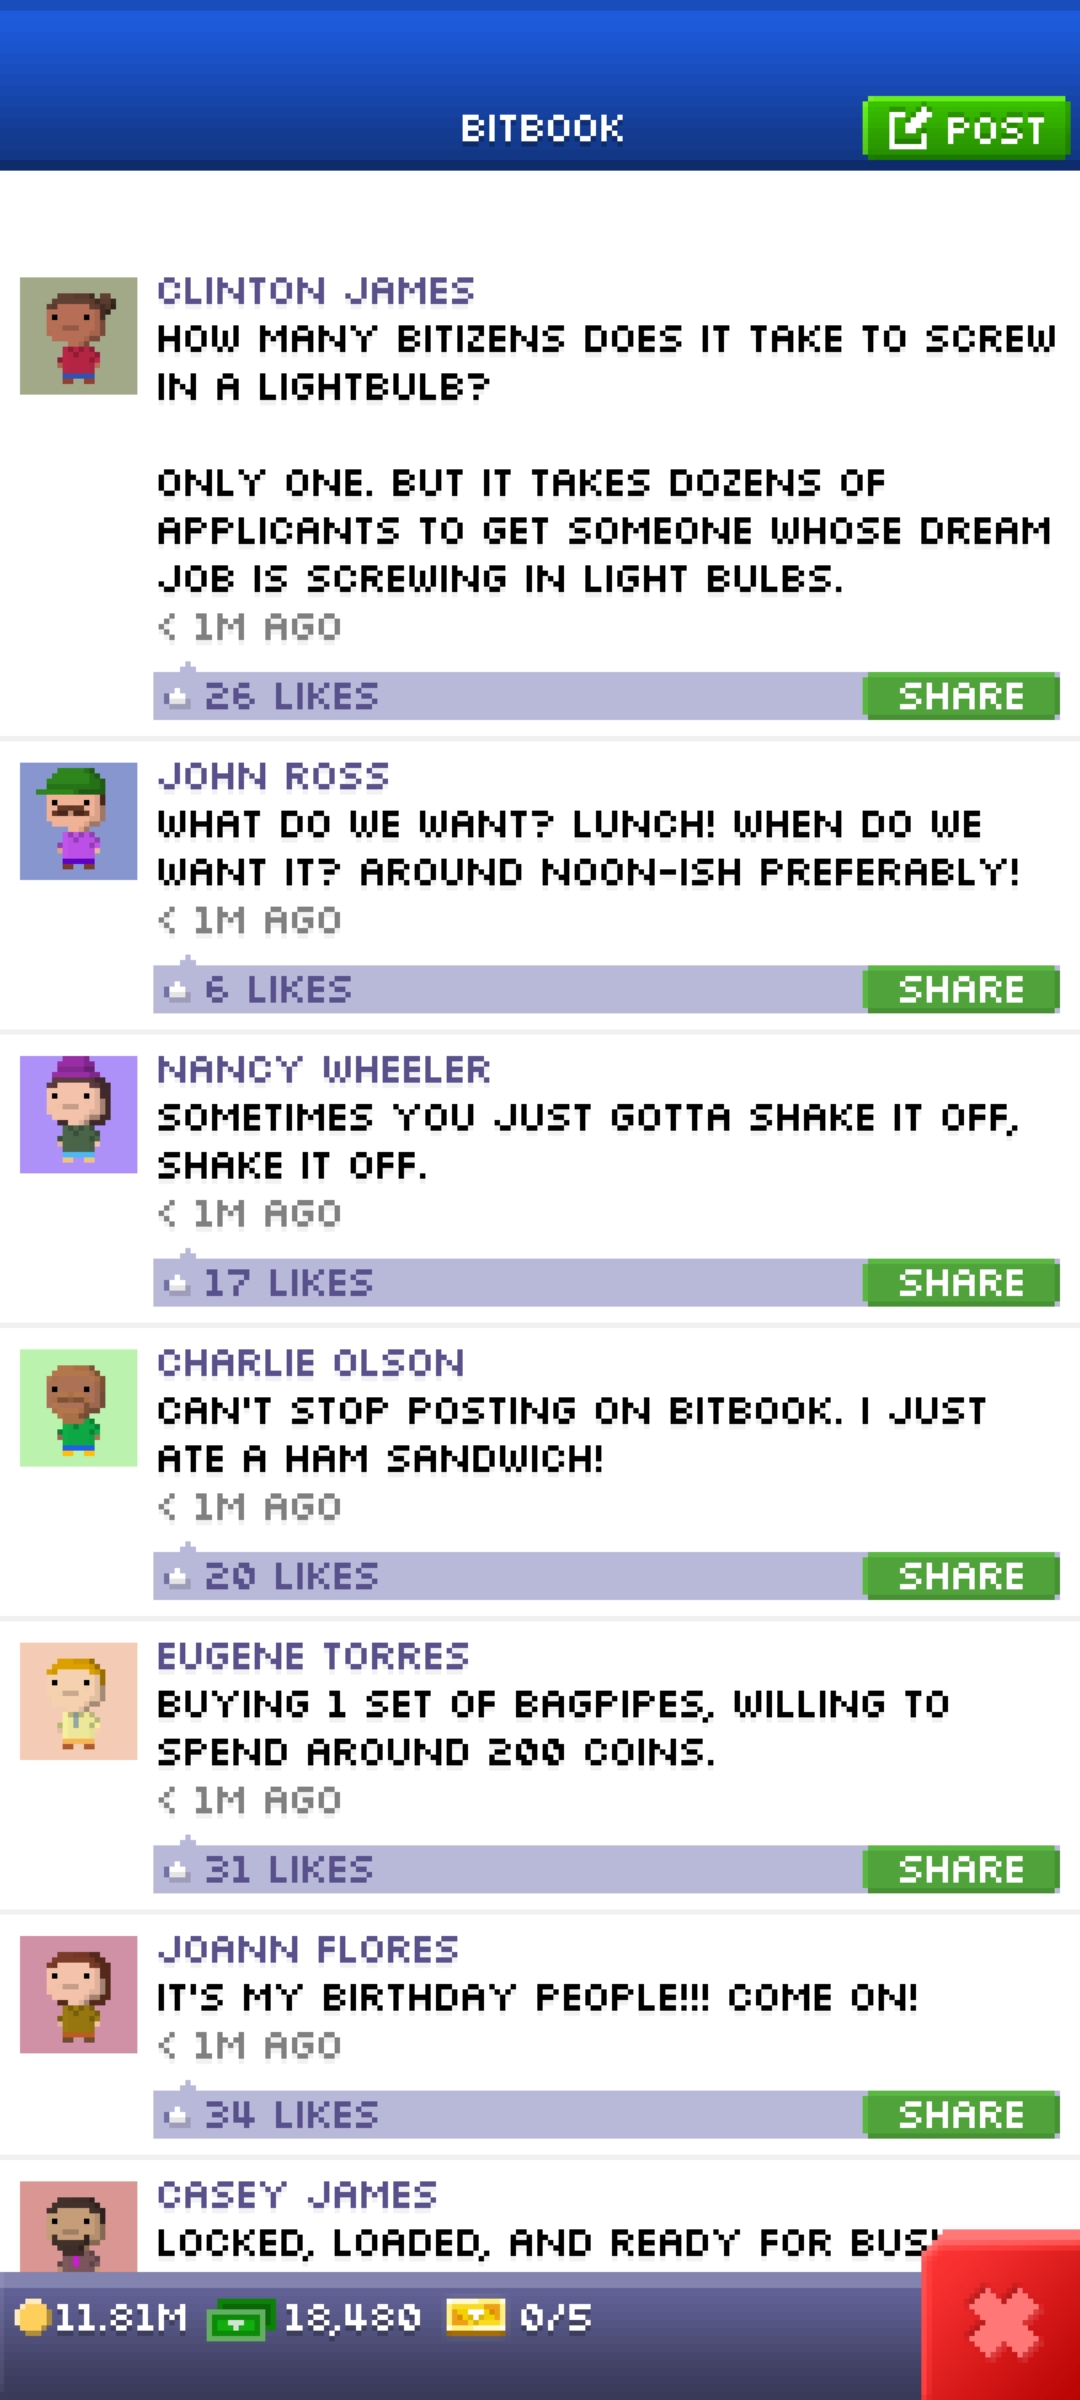 BITBOOK
POST
CLINTON JAMES
HOW MANY BITIZENS DOES IT TAKE TO SCREW
IN A LIGHTBULB?
ONLY ONE. BUT IT TAKES DOZENS OF
APPLICANTS TO GET SOMEONE WHOSE DREAM
JOB IS SCREWING IN LIGHT BULBS.
< 1M AGO
26 LIKES
SHARE
JOHN ROSS
WHAT DO WE WANT? LUNCH! WHEN DO WE
WANT IT? AROUND NOON-ISH PREFERABLY!
< 1M AGO
6 LIKES
SHARE
NANCY WHEELER
SOMETIMES YOU JUST GOTTA SHAKE IT OFF,
SHAKE IT OFF.
< 1M AGO
17 LIKES
SHARE
CHARLIE OLSON
CAN'T STOP POSTING ON BITBOOK. I JUST
ATE A HAM SANDWICH!
< 1M AGO
20 LIKES
SHARE
EUGENE TORRES
BUYING 1 SET OF BAGPIPES, WILLING TO
SPEND AROUND 200 COINS.
< 1M AGO
31 LIKES
SHARE
JOANN FLORES
IT'S MY BIRTHDAY PEOPLE!!! COME ON!
< 1M AGO
34 LIKES
SHARE
CASEY JAMES
LOCKED, LOADED, AND READY FOR
11.81M
18,480
0/5